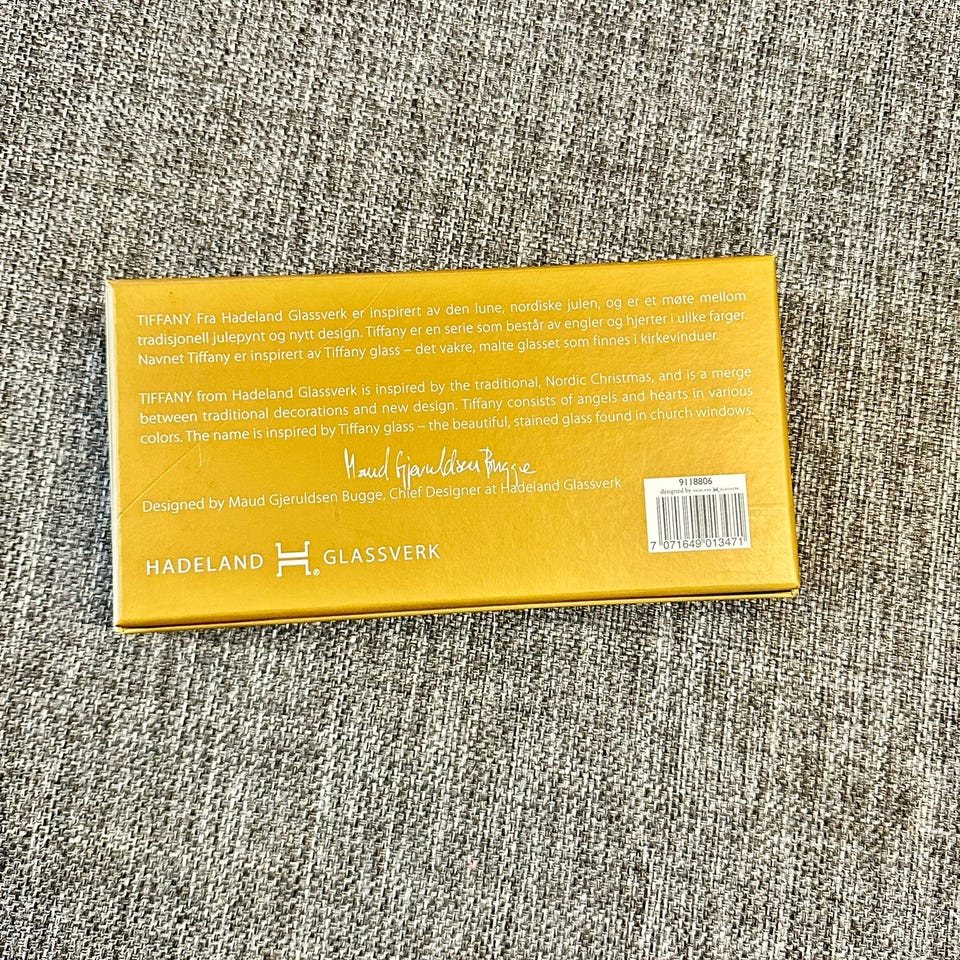 TIFFANY Fra Hadeland Glassverk er inspirert av den lune, nordiske julen, og er et møte mellom
tradisjonell julepynt og nytt design. Tiffany er en serie som består av engler og hjerter i ulike farger.
Navnet Tiffany er inspirert av Tiffany glass – det vakre, malte glasset som finnes i kirkevinduer.
TIFFANY from Hadeland Glassverk is inspired by the traditional, Nordic Christmas, and is a merge
between traditional decorations and new design. Tiffany consists of angels and hearts in various
colors. The name is inspired by Tiffany glass – the beautiful, stained glass found in church windows.
Maud Gjeruldsen Bugge
Designed by Maud Gjeruldsen Bugge, Chief Designer at Hadeland Glassverk
HADELAND H® GLASSVERK
9118806
designed by HADELAND H GLASSVERK
7 071649 013471